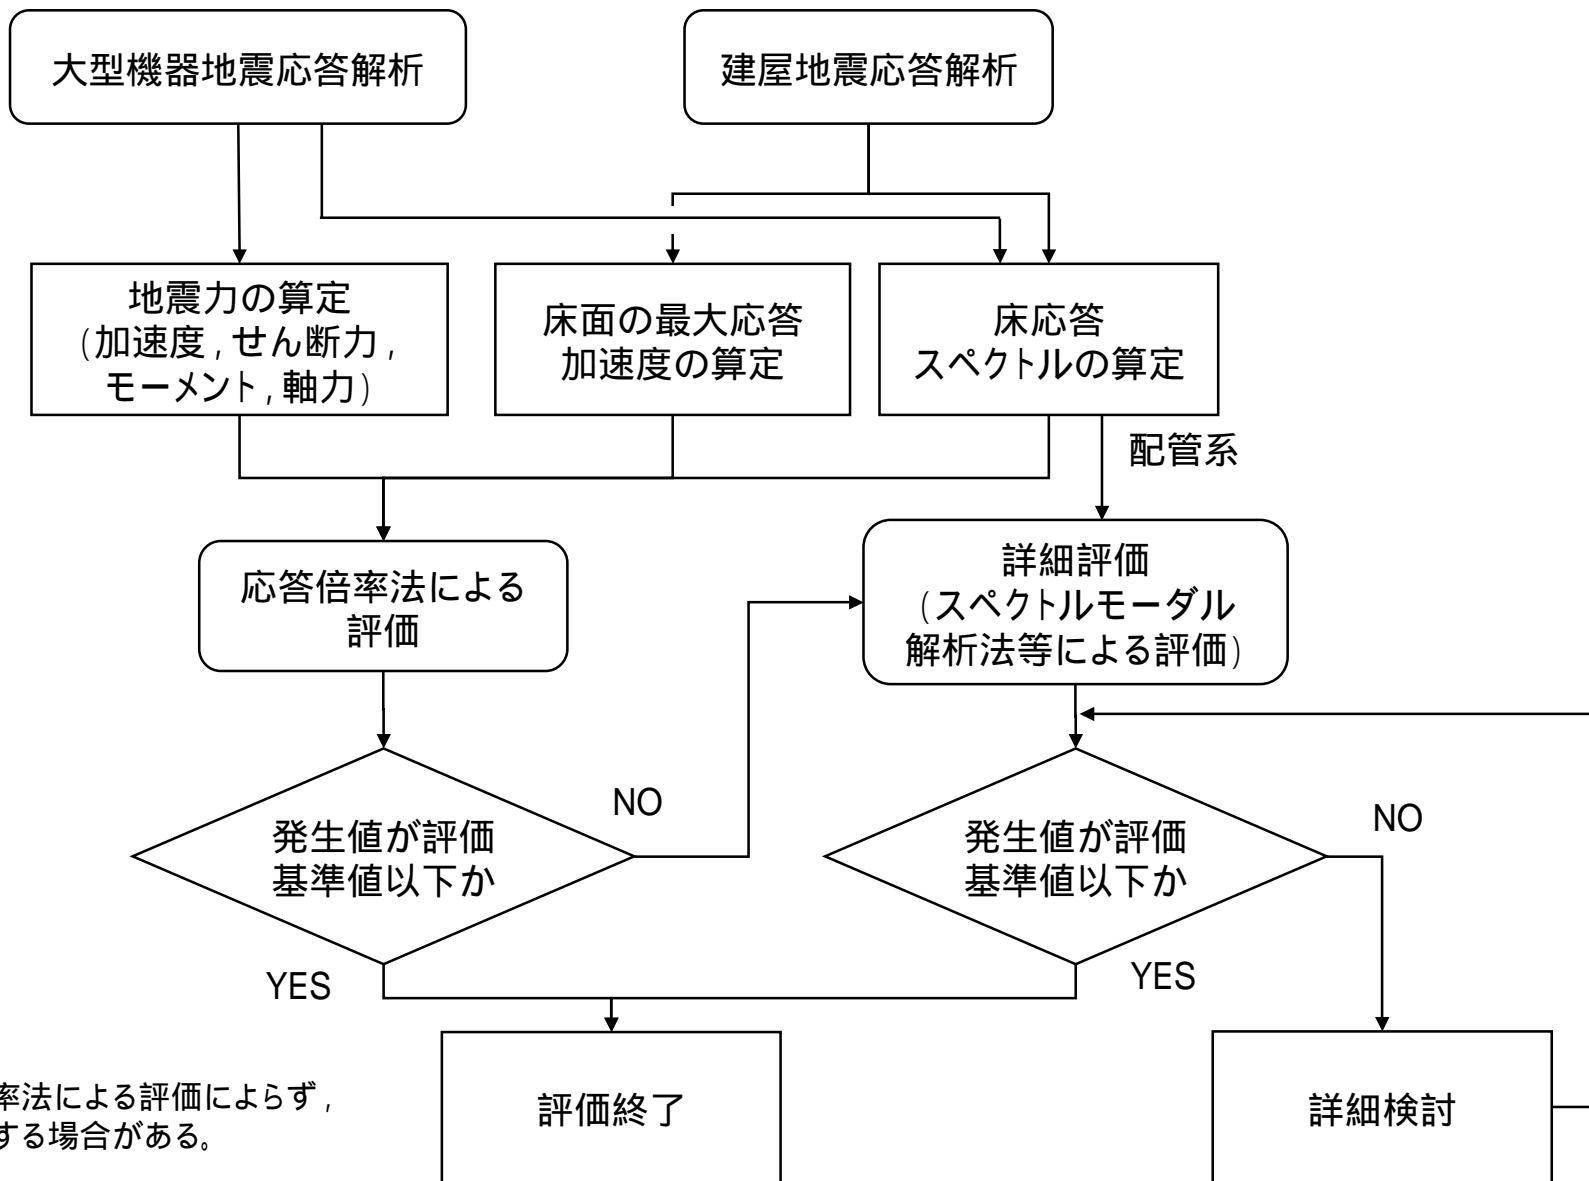 大型機器地震応答解析
建屋地震応答解析
地震力の算定
(加速度,せん断力,
モーメント,軸力)
床面の最大応答
加速度の算定
床応答
スペクトルの算定
配管系
応答倍率法による
評価
詳細評価
(スペクトルモーダル
解析法等による評価)
発生値が評価
基準値以下か
NO
発生値が評価
基準値以下か
NO
YES
YES
率法による評価によらず,
する場合がある。
評価終了
詳細検討